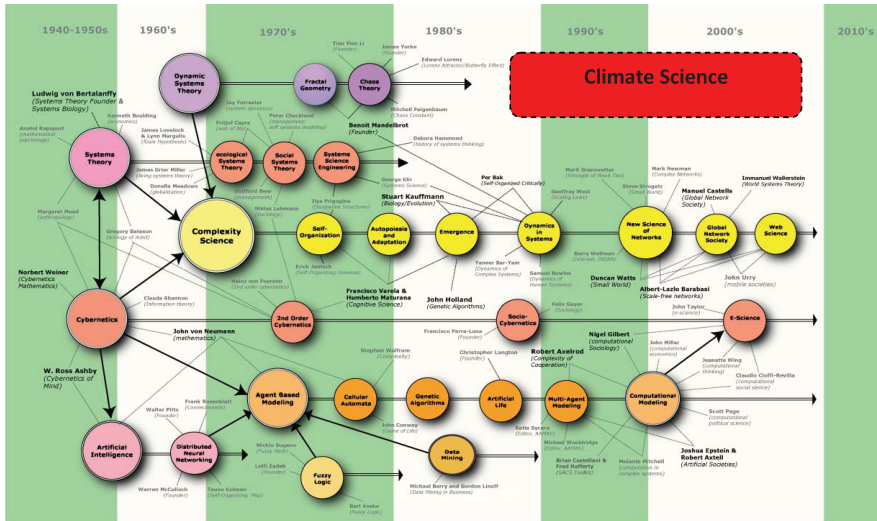 1940-1950s
1960's
1970's
1980's
1990's
2000's
2010's
Climate Science
Tran Yien Li
(Founder)
James Yorke
(Founder)
Edward Lorenz
(Lorenz Attractor/Butterfly Effect)
Dynamic
Systems
Theory
Fractal
Geometry
Chaos
Theory
Mitchell Feigenbaum
(Chaos Constant)
Ludwig von Bertalanffy
(Systems Theory Founder &
Systems Biology)
Kenneth Boulding
(economics)
Anatol Rapoport
(mathematical
psychology)
James Lovelock
& Lynn Margulis
(Gaia Hypothesis)
Jay Forrester
(system dynamics)
Fritjof Capra
(web of life)
Peter Checkland
(management:
soft systems modeling)
Benoit Mandelbrot
(Founder)
Debora Hammond
(history of systems thinking)
Systems
Theory
ecological
Systems
Theory
Social
Systems
Theory
Systems
Science
Engineering
James Grier Miller
(living systems theory)
Donella Meadows
(globalization)
Stafford Beer
(management)
George Klir
(Systems Science)
Per Bak
(Self-Organized Critically)
Mark Granovetter
(Strength of Weak Ties)
Mark Newman
(Complex Networks)
Steve Strogatz
(Small World)
Geoffrey West
(Scaling Laws)
Manoel Castells
(Global Network
Society)
Immanuel Wallerstein
(World Systems Theory)
Niklas Luhmann
(Sociology)
Ilya Prigogine
(Dissipative Structures)
Stuart Kauffmann
(Biology/Evolution)
Margaret Mead
(anthropology)
Gregory Bateson
(ecology of mind)
Complexity
Science
Self-
Organization
Autopoiesis
and
Adaptation
Emergence
Dynamics
in
Systems
New Science
of
Networks
Global
Network
Society
Web
Science
Erich Jantsch
(Self-Organizing Universe)
Yaneer Bar-Yam
(Dynamics of
Complex Systems)
Samuel Bowles
(Dynamics of
Human Systems)
Barry Wellman
Duncan Watts
(Small World)
Albert-Lazlo Barabasi
(Scale-free networks)
John Urry
(mobile societies)
Norbert Weiner
(Cybernetics
Mathematics)
Heinz von Foerster
(2nd order cybernetics)
Francisco Varela &
Humberto Maturana
(Cognitive Science)
John Holland
(Genetic Algorithms)
Claude Shannon
(Information theory)
Felix Geyer
(Sociology)
John Taylor
(e-science)
Cybernetics
2nd Order
Cybernetics
Socio-
Cybernetics
e-Science
John von Neumann
(mathematics)
Francisco Parra-Luna
(Founder)
Nigel Gilbert
(computational
Sociology)
John Miller
(computational
economics)
Stephen Wolfram
(Complexity)
Christopher Langton
(Founder)
Robert Axelrod
(Complexity of
Cooperation)
Jeanette Wing
(computational
thinking)
Claudio Cioffi-Revilla
(computational
social sience)
W. Ross Ashby
(Cybernetics of
Mind)
Frank Rosenblatt
(Connectionism)
Walter Pitts
(Founder)
Agent Based
Modeling
Cellular
Automata
Genetic
Algorithms
Artificial
Life
Multi-Agent
Modeling
Computational
Modeling
Scott Page
(computational
political science)
John Conway
(Game of Life)
Katia Sycara
(Editor, AAMAS)
Michael Wooldridge
(Editor, AAMAS)
Artificial
Intelligence
Distributed
Neural
Networking
Michio Sugeno
(Fuzzy Math)
Lotfi Zadeh
(Founder)
Fuzzy
Logic
Data
Mining
Brian Castellani &
Fred Hafferty
(SACS Toolkit)
Melanie Mitchell
(Computation in
complex systems)
Joshua Epstein &
Robert Axtell
(Artificial Societies)
Warren McCulloch
(Founder)
Teuvo Kohonen
(Self-Organizing Map)
Michael Berry and Gordon Linoff
(Data Mining in Business)
Bart Kosko
(Fuzzy Logic)